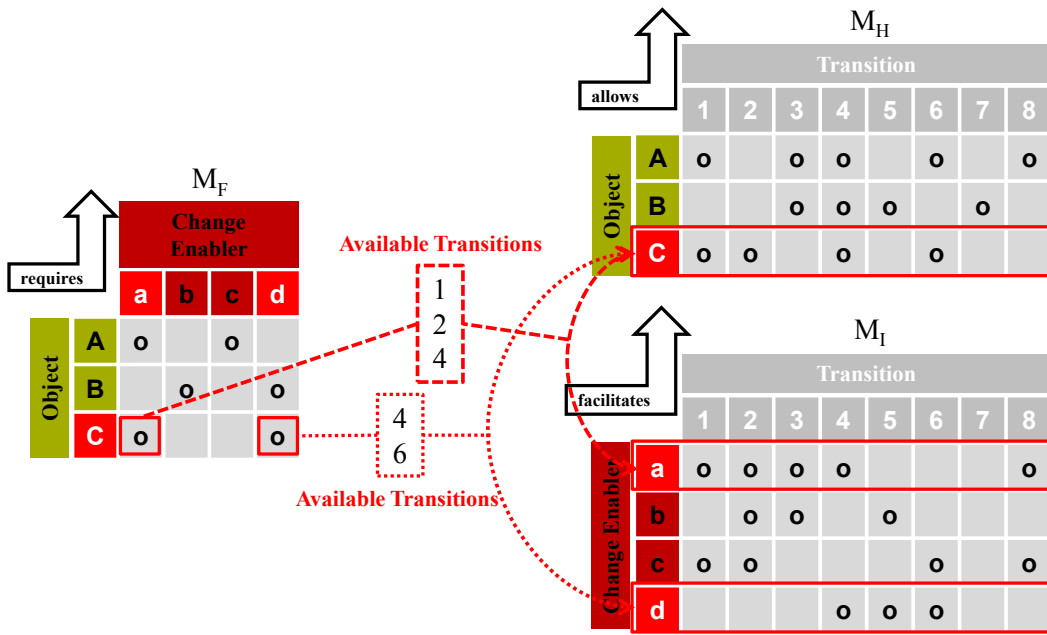 M_H
allows
Transition
1 2 3 4 5 6 7 8
Object
A o o o o o
B o o o o
C o o o o
M_F
requires
Change
Enabler
a b c d
Object
A o o
B o o
C o o
Available Transitions
1
2
4
4
6
Available Transitions
M_I
facilitates
Transition
1 2 3 4 5 6 7 8
Change Enabler
a o o o o o
b o o o
c o o o o
d o o o